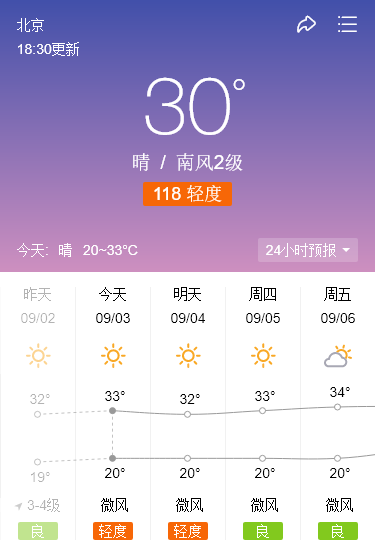 北京
18:30更新
30°
晴 / 南风2级
118 轻度
今天: 晴 20~33°C 24小时预报
昨天 今天 明天 周四 周五
09/02 09/03 09/04 09/05 09/06
32° 33° 32° 33° 34°
19° 20° 20° 20° 20°
3-4级 微风 微风 微风 微风
良 轻度 轻度 良 良